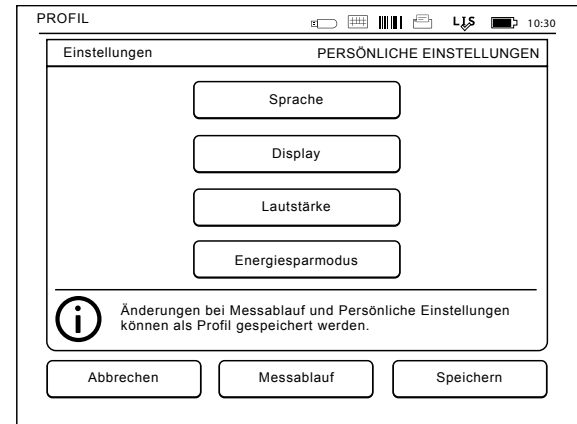 PROFIL LIS 10:30
Einstellungen PERSÖNLICHE EINSTELLUNGEN
Sprache
Display
Lautstärke
Energiesparmodus
Änderungen bei Messablauf und Persönliche Einstellungen
können als Profil gespeichert werden.
Abbrechen Messablauf Speichern